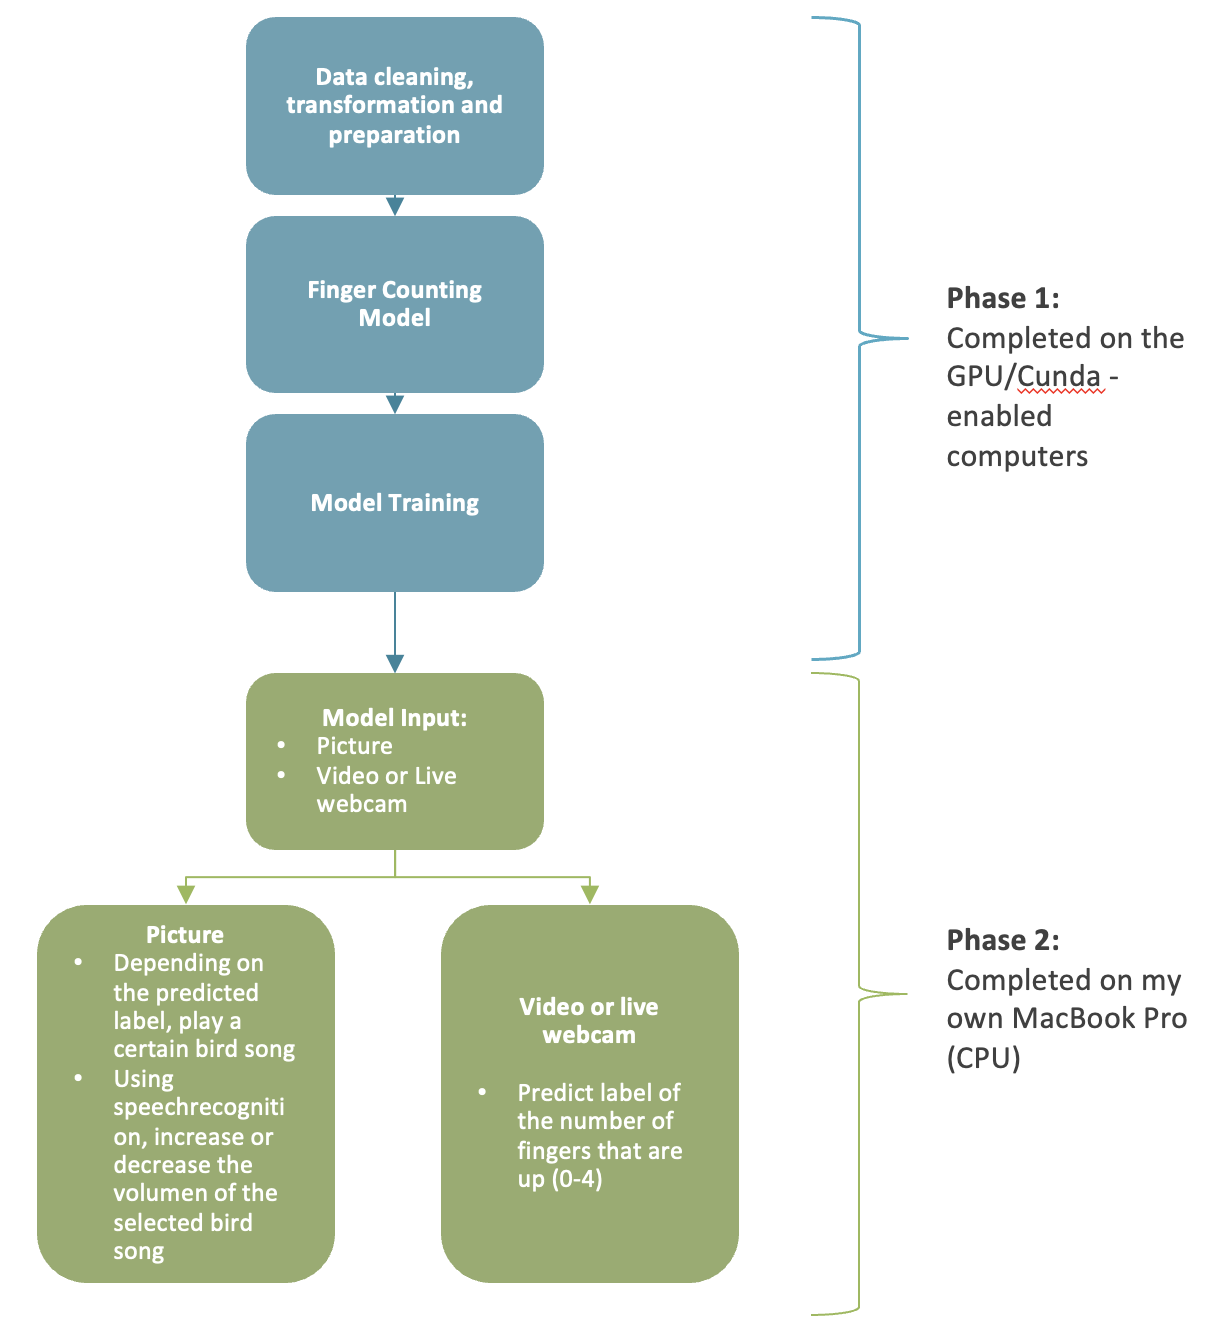 Data cleaning,
transformation and
preparation
Finger Counting
Model
Model Training
Phase 1:
Completed on the
GPU/Cunda -
enabled
computers
Model Input:
• Picture
• Video or Live
webcam
Picture
• Depending on
the predicted
label, play a
certain bird song
• Using
speechrecogniti
on, increase or
decrease the
volumen of the
selected bird
song
Video or live
webcam
• Predict label of
the number of
fingers that are
up (0-4)
Phase 2:
Completed on my
own MacBook Pro
(CPU)